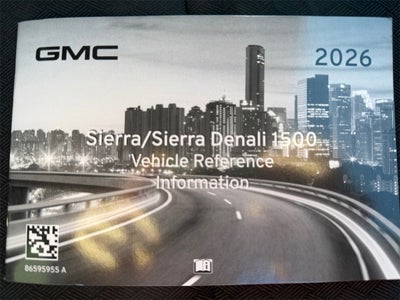 GMC
2026
Sierra/Sierra Denali 1500
Vehicle Reference
Information
86595955 A